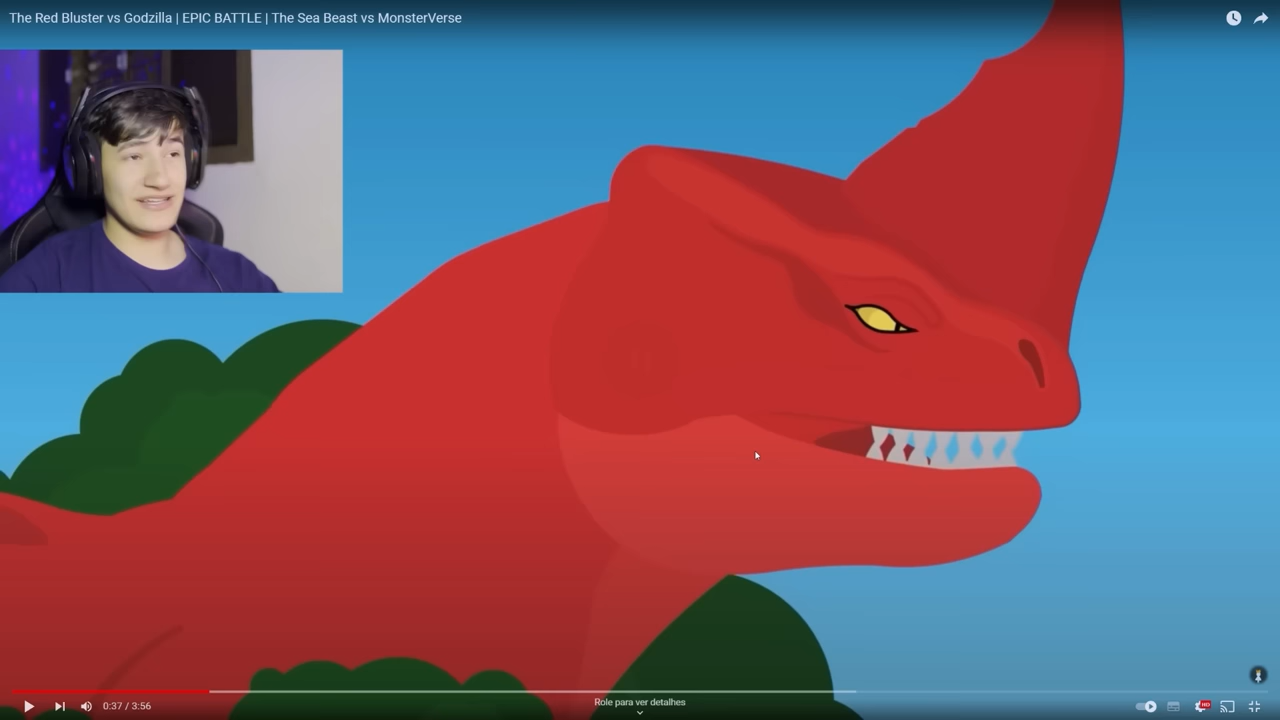 The Red Bluster vs Godzilla | EPIC BATTLE | The Sea Beast vs MonsterVerse
Role para ver detalhes
0:37 / 3:56
HD